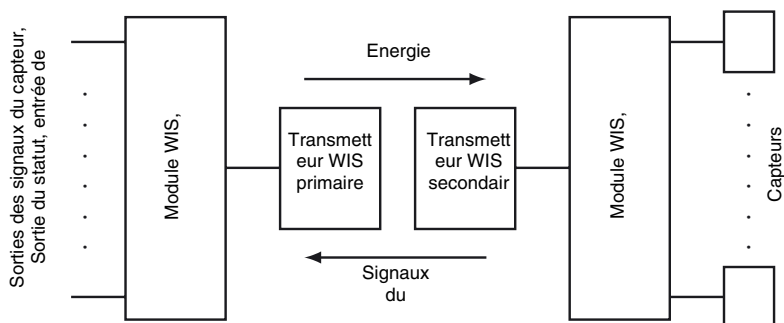 Sorties des signaux du capteur,
Sortie du statut, entrée de
Module WIS,
Energie
Transmett
eur WIS
primaire
Transmett
eur WIS
secondair
Signaux
du
Module WIS,
Capteurs